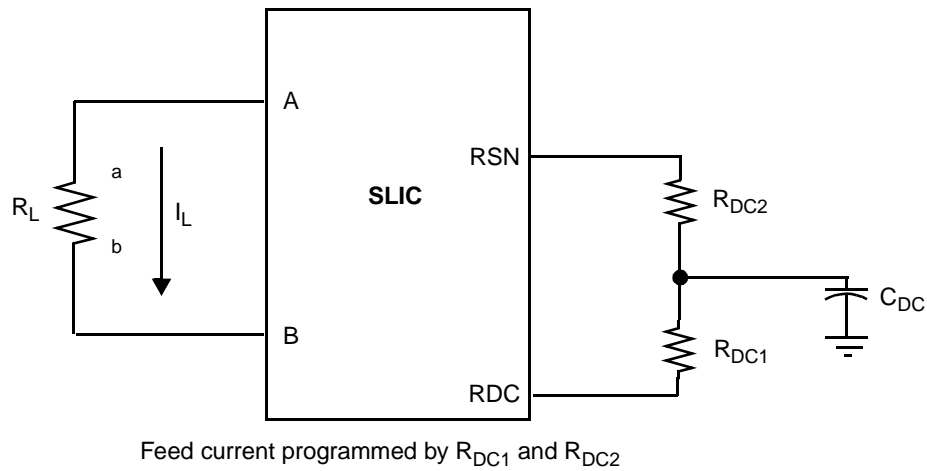 A
RSN
SLIC
a
R_L
I_L
b
R_DC2
C_DC
B
R_DC1
RDC
Feed current programmed by R_DC1 and R_DC2